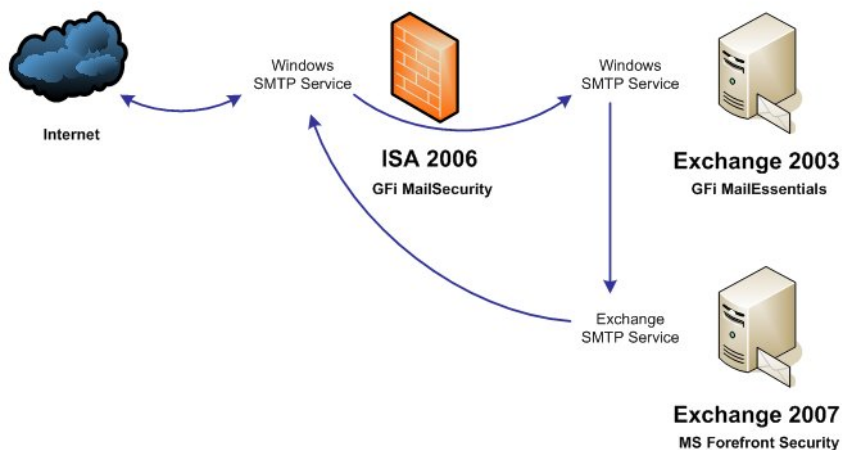 Internet
Windows
SMTP Service
ISA 2006
GFi MailSecurity
Windows
SMTP Service
Exchange 2003
GFi MailEssentials
Exchange
SMTP Service
Exchange 2007
MS Forefront Security